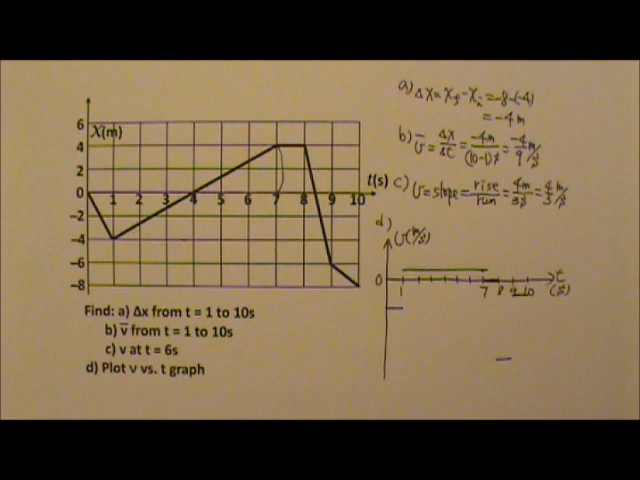 X(m)
6
4
2
0
-2
-4
-6
-8
1 2 3 4 5 6 7 8 9 10
t(s)
Find: a) Δx from t = 1 to 10s
b) v̅ from t = 1 to 10s
c) v at t = 6s
d) Plot v vs. t graph
a) Δx = x_f - x_i = -8-(-4)
= -4 m
b) v̅ = Δx/Δt = -4m/(10-1)s = -4/9 m/s
c) v = slope = rise/run = 4m/3s = 4/3 m/s
d)
v(m/s)
0
1 7 8 9 10
t
(s)